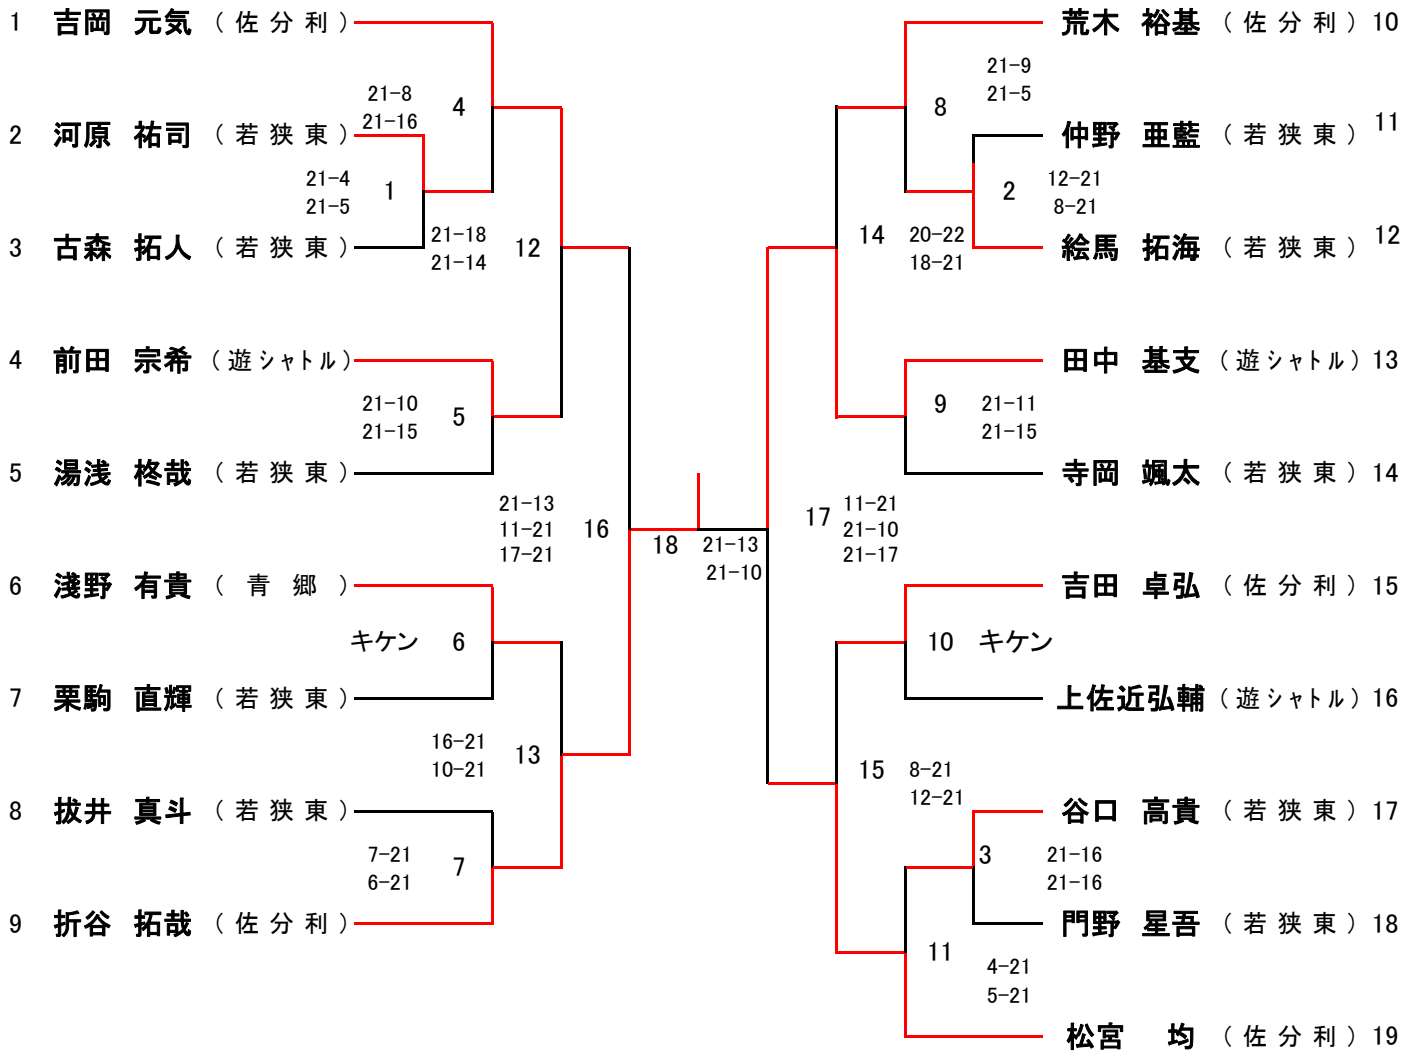 1 吉岡 元気 （佐分利）
21-8
21-16
4
2 河原 祐司 （若狭東）
21-4
21-5
1
3 古森 拓人 （若狭東）
21-18
21-14
12
4 前田 宗希 （遊シャトル）
21-10
21-15
5
5 湯浅 柊哉 （若狭東）
21-13
11-21
17-21
16
6 淺野 有貴 （青郷）
キケン 6
7 栗駒 直輝 （若狭東）
16-21
10-21
13
8 拔井 真斗 （若狭東）
7-21
6-21
7
9 折谷 拓哉 （佐分利）
18
21-13
21-10
荒木 裕基 （佐分利） 10
8
21-9
21-5
仲野 亜藍 （若狭東） 11
2
12-21
8-21
絵馬 拓海 （若狭東） 12
14
20-22
18-21
田中 基支 （遊シャトル） 13
9
21-11
21-15
寺岡 颯太 （若狭東） 14
17
11-21
21-10
21-17
吉田 卓弘 （佐分利） 15
10 キケン
上佐近弘輔 （遊シャトル） 16
15
8-21
12-21
谷口 高貴 （若狭東） 17
3
21-16
21-16
門野 星吾 （若狭東） 18
11
4-21
5-21
松宮 均 （佐分利） 19